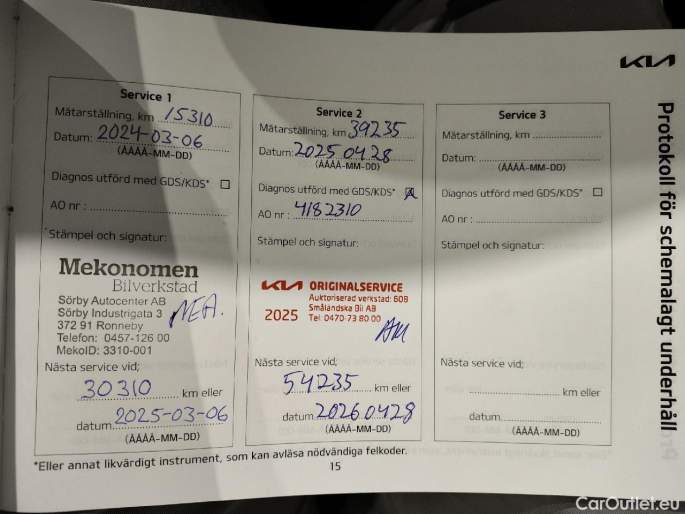 KIA
Protokoll för schemalagt underhåll
Service 1
Mätarställning, km 15310
Datum: 2024-03-06
(ÅÅÅÅ-MM-DD)
Diagnos utförd med GDS/KDS*
AO nr :
Stämpel och signatur:
Mekonomen
Bilverkstad
Sörby Autocenter AB
Sörby Industrigata 3
372 91 Ronneby
Telefon: 0457-126 00
MekoID: 3310-001
Nästa service vid;
30310 km eller
datum 2025-03-06
(ÅÅÅÅ-MM-DD)
Service 2
Mätarställning, km 39235
Datum: 20250428
(ÅÅÅÅ-MM-DD)
Diagnos utförd med GDS/KDS*
AO nr : 4182310
Stämpel och signatur:
KIA ORIGINALSERVICE
Auktoriserad verkstad: 608
Småländska Bil AB
2025 Tel: 0470-73 80 00
Nästa service vid;
54235 km eller
datum 20260428
(ÅÅÅÅ-MM-DD)
Service 3
Mätarställning, km
Datum:
(ÅÅÅÅ-MM-DD)
Diagnos utförd med GDS/KDS*
AO nr :
Stämpel och signatur:
Nästa service vid;
km eller
datum
(ÅÅÅÅ-MM-DD)
*Eller annat likvärdigt instrument, som kan avläsa nödvändiga felkoder.
15
CarOutlet.eu